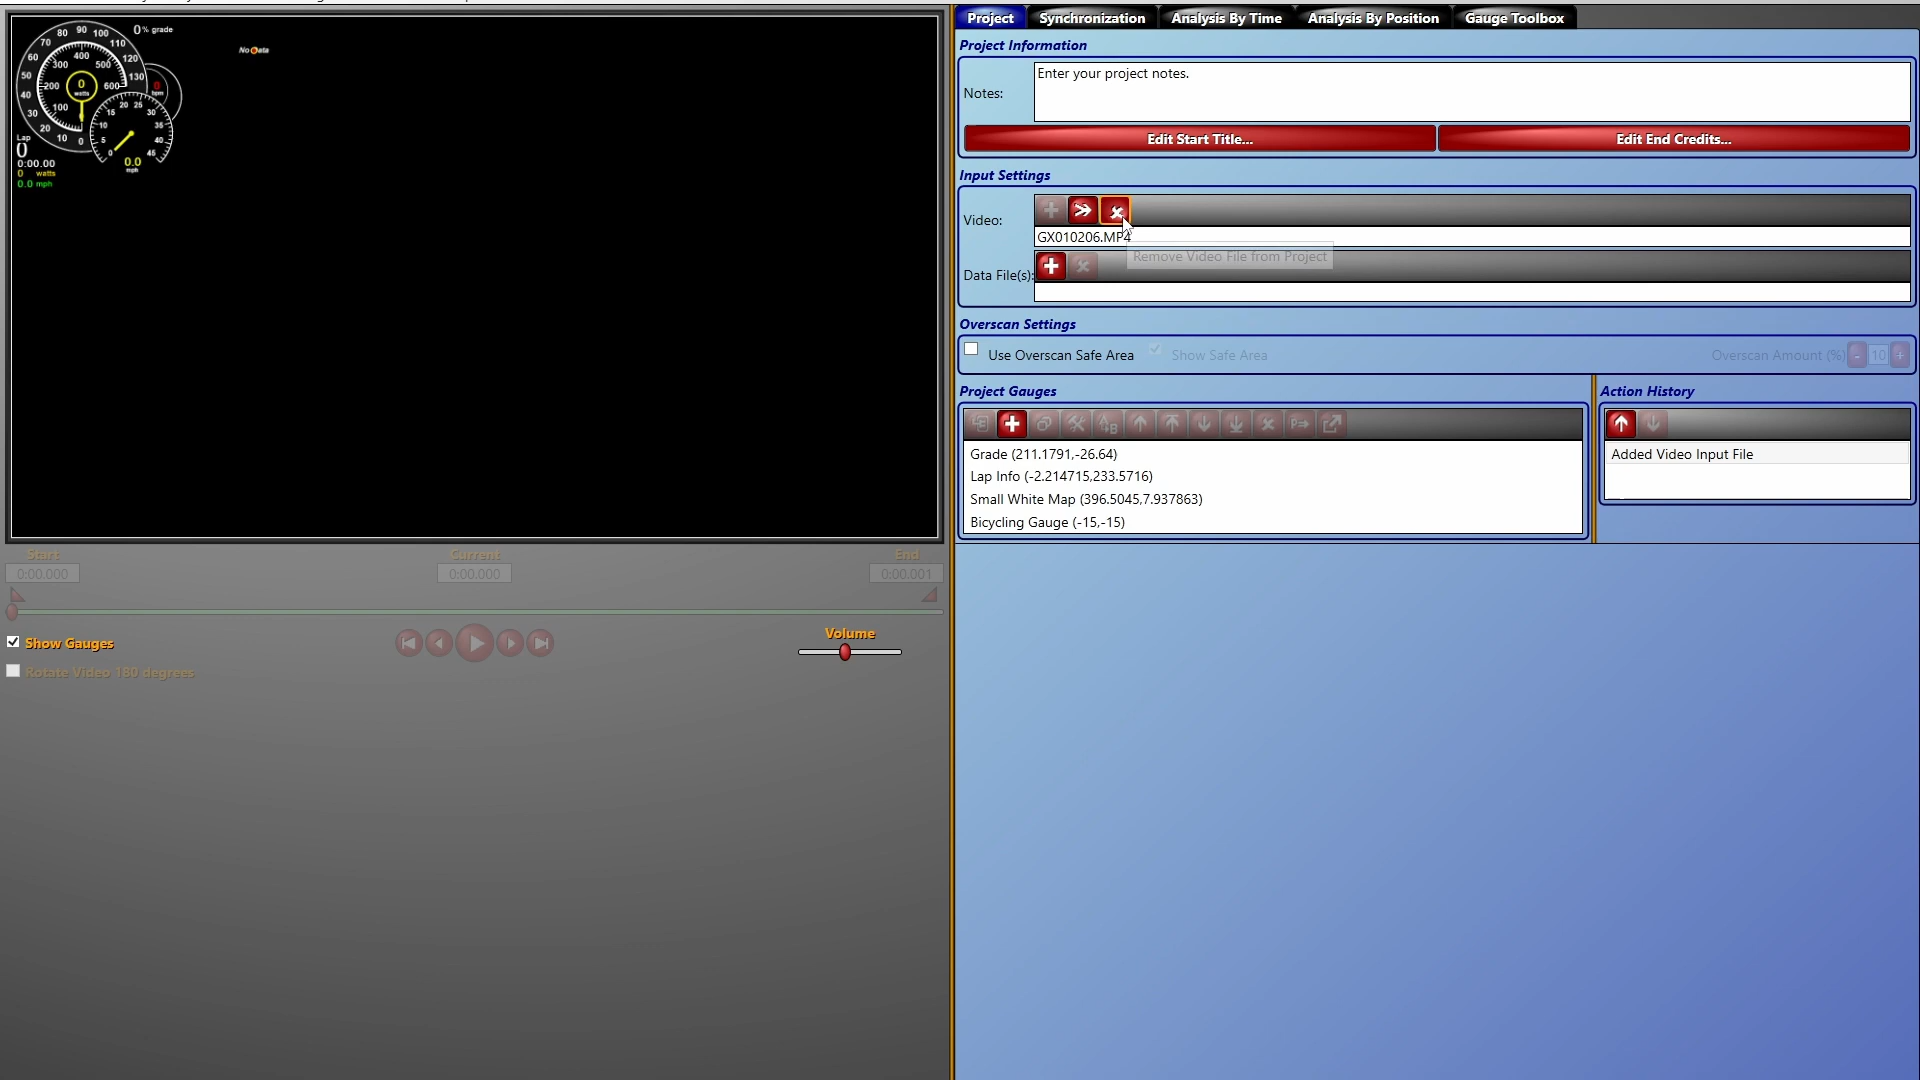 Project
Synchronization
Analysis By Time
Analysis By Position
Gauge Toolbox
80 90 100
70 110
60 120
50 130
40
30
20
10 0
400
300 500
200 600
100
0
watts
0
bpm
0% grade
No Data
20 25
15 30
10 35
5 40
0 45
0.0
mph
Lap
0
0:00.00
0 watts
0.0 mph
Project Information
Notes:
Enter your project notes.
Edit Start Title...
Edit End Credits...
Input Settings
Video:
GX010206.MP4
Remove Video File from Project
Data File(s):
Overscan Settings
Use Overscan Safe Area
Show Safe Area
Overscan Amount (%)
- 10 +
Project Gauges
Grade (211.1791,-26.64)
Lap Info (-2.214715,233.5716)
Small White Map (396.5045,7.937863)
Bicycling Gauge (-15,-15)
Action History
Added Video Input File
Start
0:00.000
Current
0:00.000
End
0:00.001
Show Gauges
Rotate Video 180 degrees
Volume